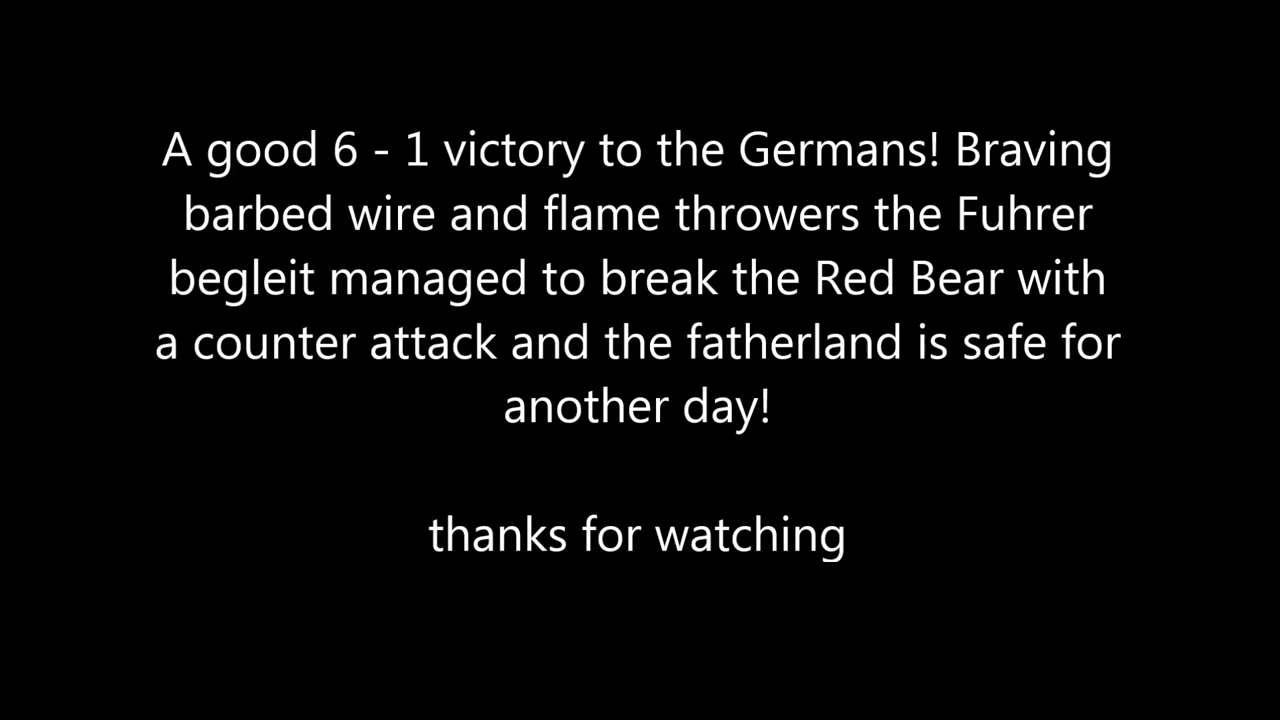 A good 6 - 1 victory to the Germans! Braving
barbed wire and flame throwers the Fuhrer
begleit managed to break the Red Bear with
a counter attack and the fatherland is safe for
another day!
thanks for watching